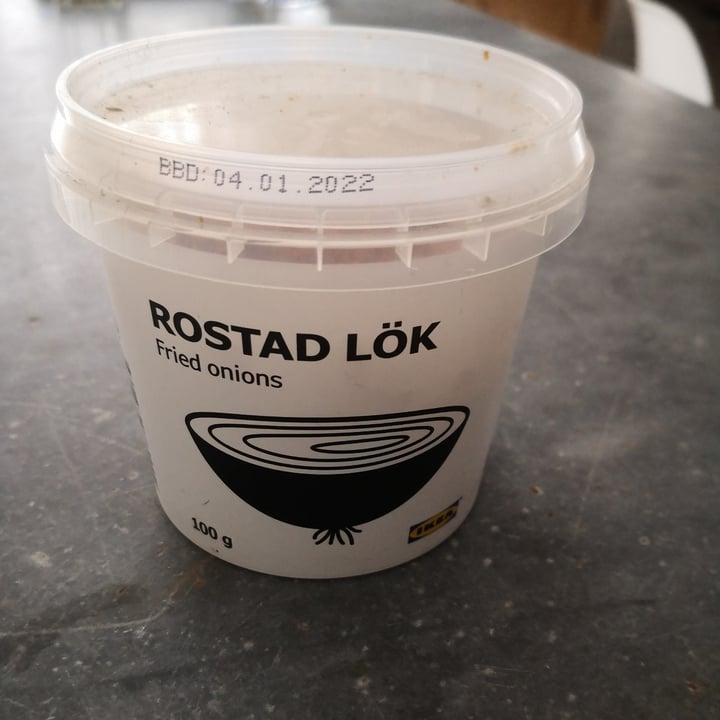 BBD:04.01.2022
ROSTAD LÖK
Fried onions
100 g
IKEA